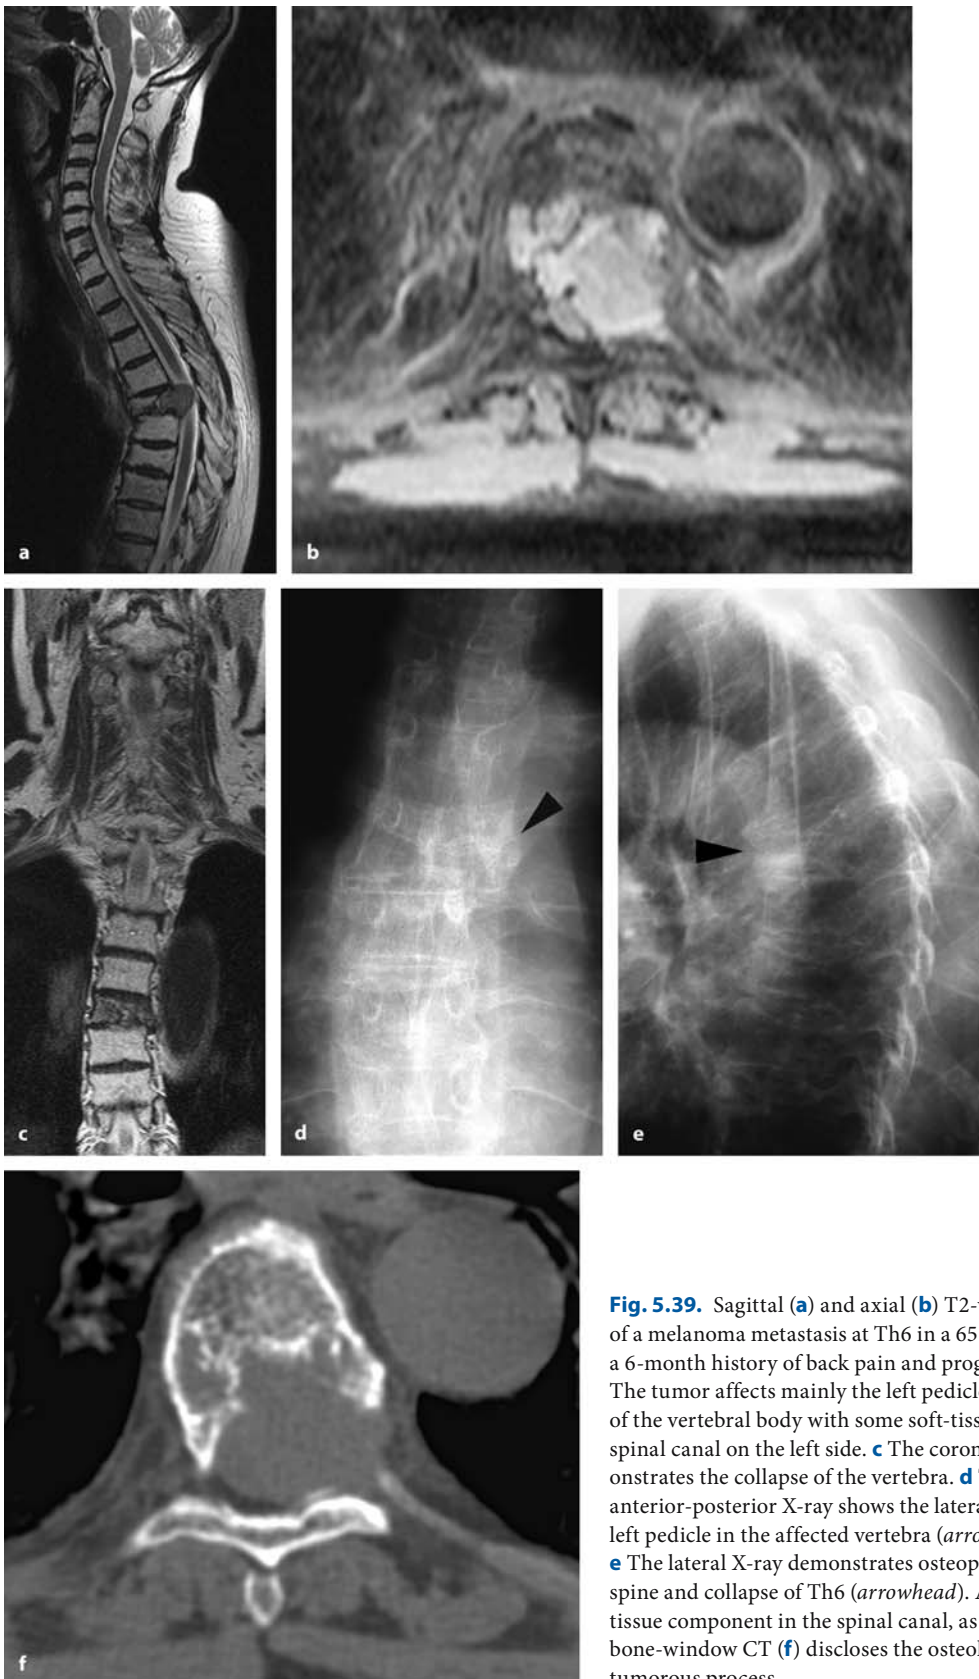 a
b
c
d
e
f
Fig. 5.39. Sagittal (a) and axial (b) T2-
of a melanoma metastasis at Th6 in a 65
a 6-month history of back pain and prog
The tumor affects mainly the left pedicl
of the vertebral body with some soft-tiss
spinal canal on the left side. c The coron
onstrates the collapse of the vertebra. d
anterior-posterior X-ray shows the latera
left pedicle in the affected vertebra (arro
e The lateral X-ray demonstrates osteop
spine and collapse of Th6 (arrowhead). A
tissue component in the spinal canal, as
bone-window CT (f) discloses the osteol
tumorous process